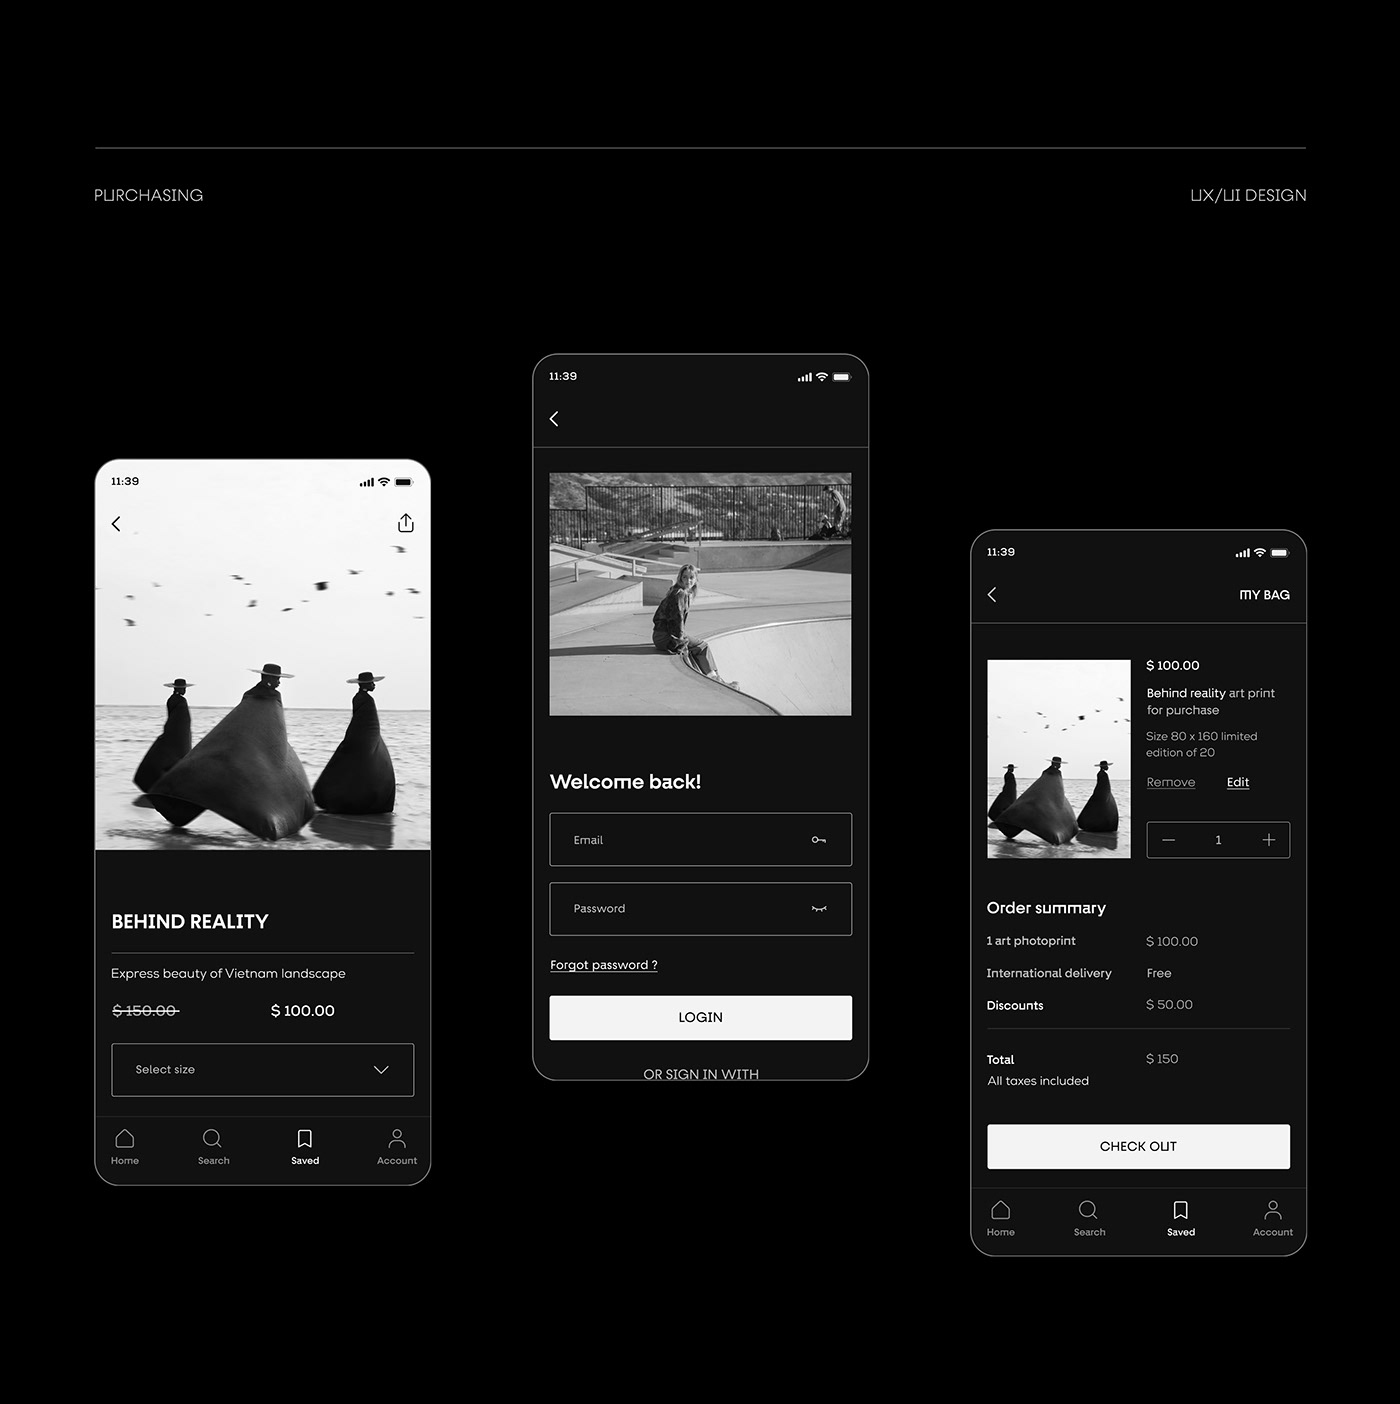 PURCHASING
UX/UI DESIGN
11:39
BEHIND REALITY
Express beauty of Vietnam landscape
$ 150.00
$ 100.00
Select size
Home
Search
Saved
Account
11:39
Welcome back!
Email
Password
Forgot password ?
LOGIN
OR SIGN IN WITH
11:39
MY BAG
$ 100.00
Behind reality art print
for purchase
Size 80 x 160 limited
edition of 20
Remove
Edit
1
Order summary
1 art photoprint
$ 100.00
International delivery
Free
Discounts
$ 50.00
Total
$ 150
All taxes included
CHECK OUT
Home
Search
Saved
Account